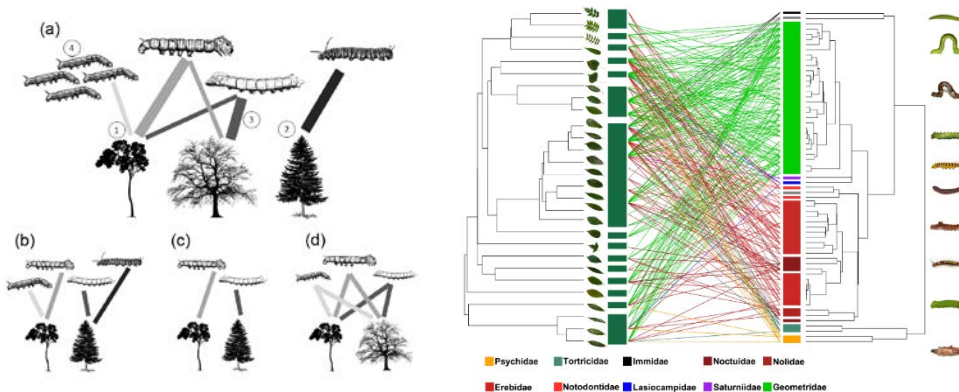 (a)
4
1
3
2
(b)
(c)
(d)
Psychidae Tortricidae Immidae Noctuidae Nolidae
Erebidae Notodontidae Lasiocampidae Saturniidae Geometridae